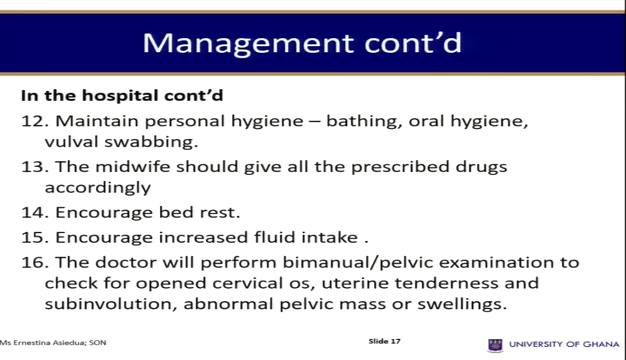 Management cont'd
In the hospital cont'd
12. Maintain personal hygiene – bathing, oral hygiene,
vulval swabbing.
13. The midwife should give all the prescribed drugs
accordingly
14. Encourage bed rest.
15. Encourage increased fluid intake .
16. The doctor will perform bimanual/pelvic examination to
check for opened cervical os, uterine tenderness and
subinvolution, abnormal pelvic mass or swellings.
Ms Ernestina Asiedua; SON
Slide 17
UNIVERSITY OF GHANA